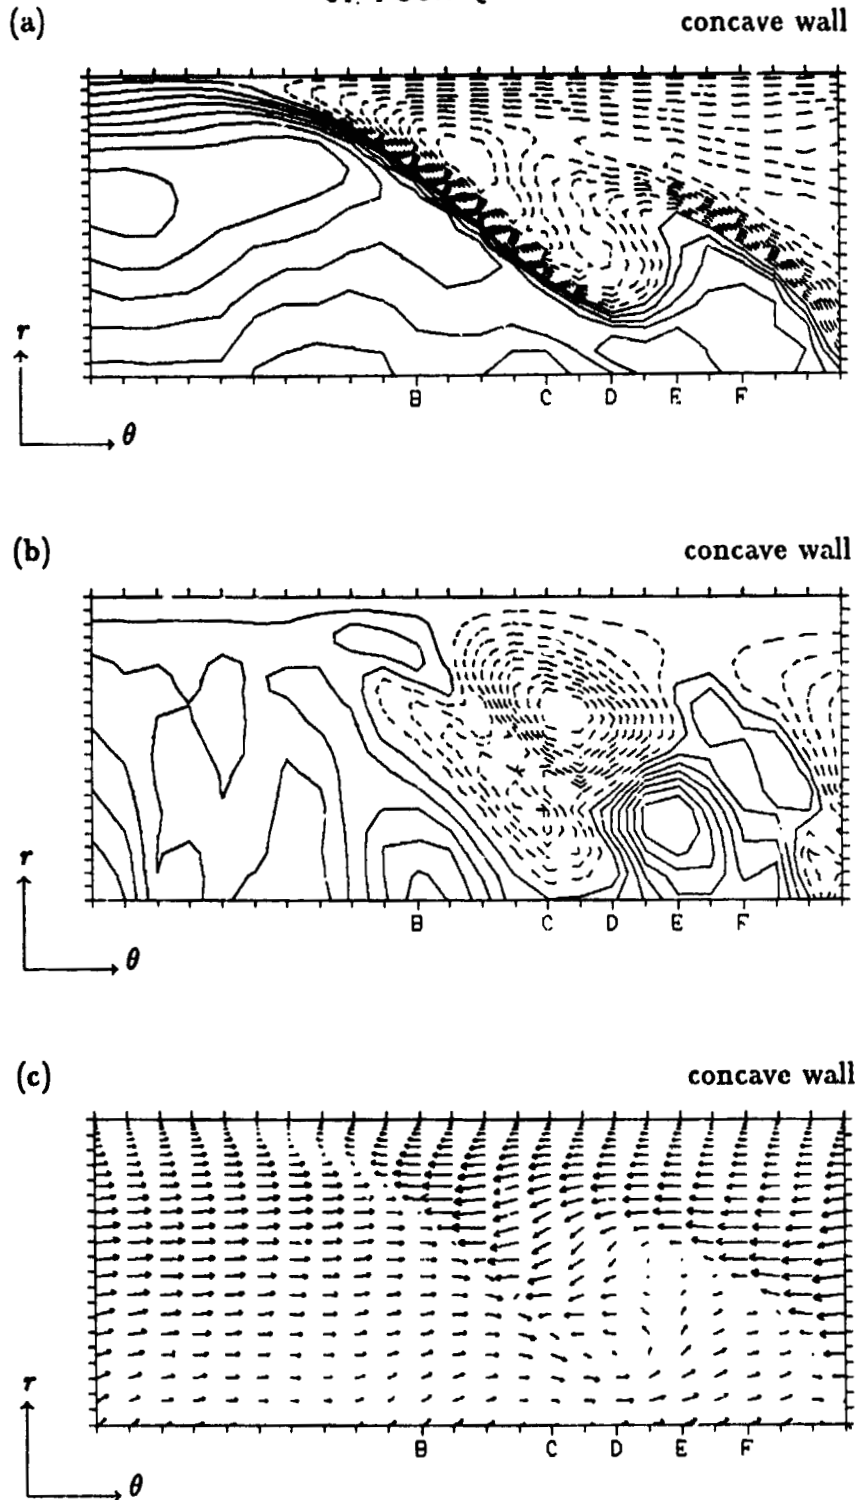 (a) concave wall
r
B C D E F
θ
(b) concave wall
r
B C D E F
θ
(c) concave wall
r
B C D E F
θ